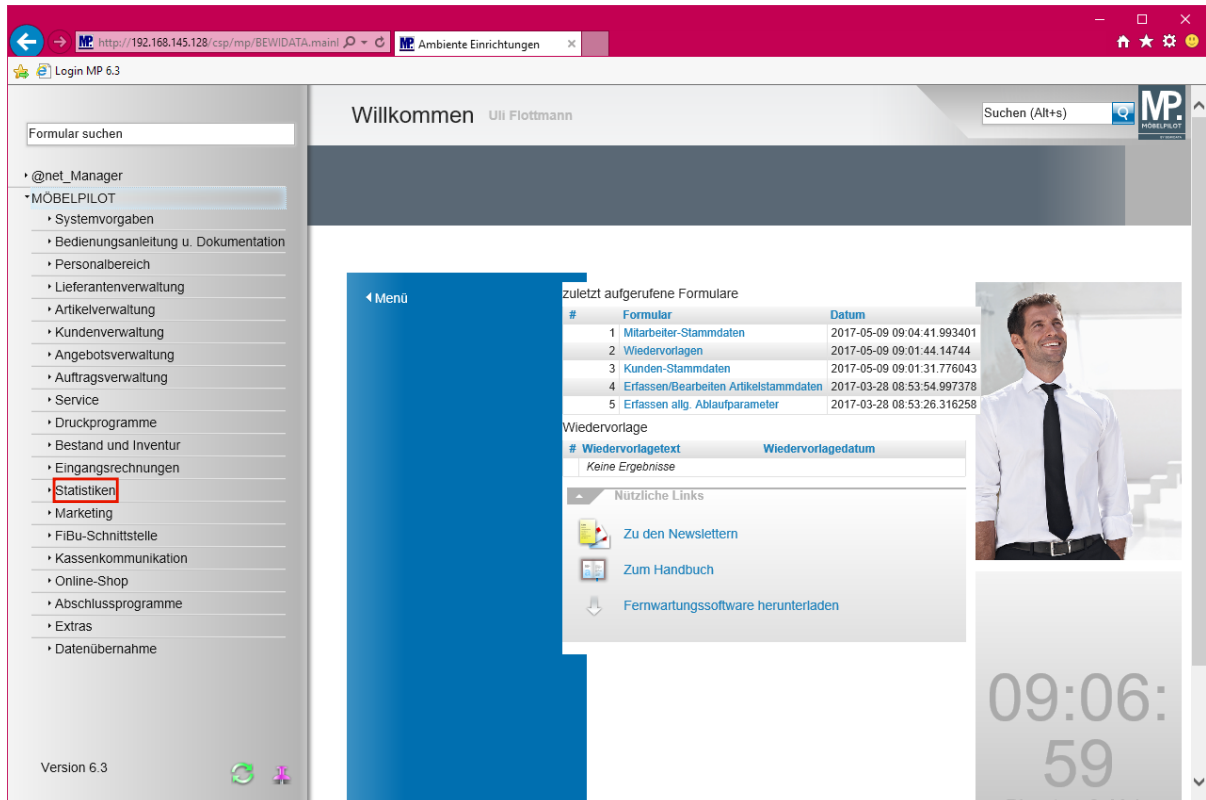 http://192.168.145.128/csp/mp/BEWIDATA.mainl
MP. Ambiente Einrichtungen
Login MP 6.3
Formular suchen
@net_Manager
MÖBELPILOT
Systemvorgaben
Bedienungsanleitung u. Dokumentation
Personalbereich
Lieferantenverwaltung
Artikelverwaltung
Kundenverwaltung
Angebotsverwaltung
Auftragsverwaltung
Service
Druckprogramme
Bestand und Inventur
Eingangsrechnungen
Statistiken
Marketing
FiBu-Schnittstelle
Kassenkommunikation
Online-Shop
Abschlussprogramme
Extras
Datenübernahme
Version 6.3
Willkommen Uli Flottmann
Suchen (Alt+s)
MP.
MÖBELPILOT
Menü
zuletzt aufgerufene Formulare
# Formular Datum
1 Mitarbeiter-Stammdaten 2017-05-09 09:04:41.993401
2 Wiedervorlagen 2017-05-09 09:01:44.14744
3 Kunden-Stammdaten 2017-05-09 09:01:31.776043
4 Erfassen/Bearbeiten Artikelstammdaten 2017-03-28 08:53:54.997378
5 Erfassen allg. Ablaufparameter 2017-03-28 08:53:26.316258
Wiedervorlage
# Wiedervorlagetext Wiedervorlagedatum
Keine Ergebnisse
Nützliche Links
Zu den Newslettern
Zum Handbuch
Fernwartungssoftware herunterladen
09:06:
59